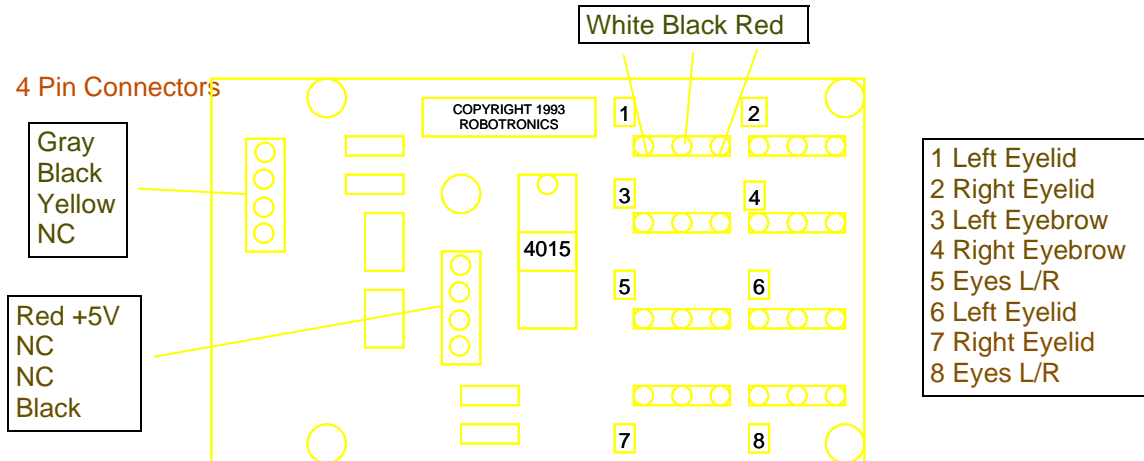 White Black Red
4 Pin Connectors
COPYRIGHT 1993
ROBOTRONICS
1
2
Gray
Black
Yellow
NC
3
4
4015
1 Left Eyelid
2 Right Eyelid
3 Left Eyebrow
4 Right Eyebrow
5 Eyes L/R
6 Left Eyelid
7 Right Eyelid
8 Eyes L/R
5
6
Red +5V
NC
NC
Black
7
8